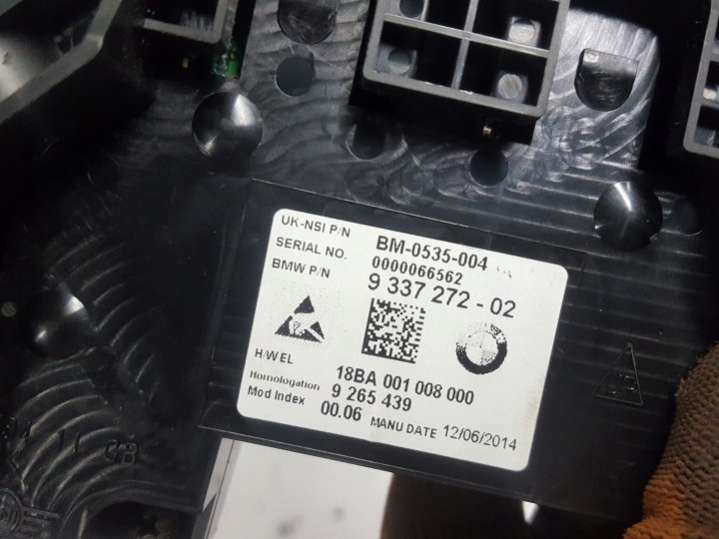 UK-NSI P/N BM-0535-004
SERIAL NO. 0000066562
BMW P/N 9 337 272 - 02
H/W EL 18BA 001 008 000
Homologation 9 265 439
Mod Index 00.06 MANU DATE 12/06/2014